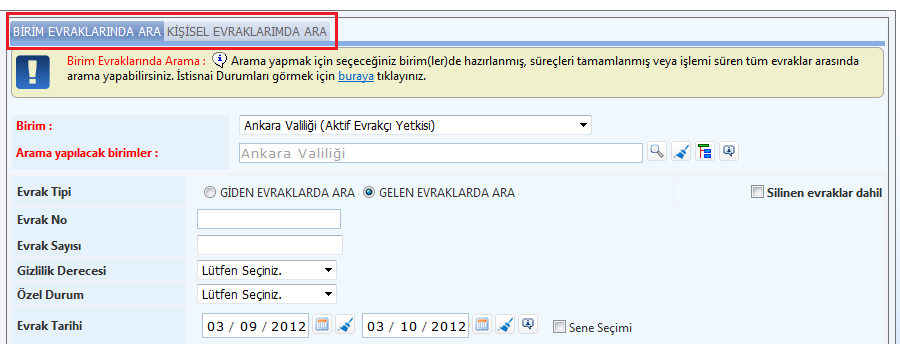 BİRİM EVRAKLARINDA ARA KİŞİSEL EVRAKLARIMDA ARA
Birim Evraklarında Arama : Arama yapmak için seçeceğiniz birim(ler)de hazırlanmış, süreçleri tamamlanmış veya işlemi süren tüm evraklar arasında
arama yapabilirsiniz. İstisnai Durumları görmek için buraya tıklayınız.
Birim : Ankara Valiliği (Aktif Evrakçı Yetkisi)
Arama yapılacak birimler : Ankara Valiliği
Evrak Tipi GİDEN EVRAKLARDA ARA GELEN EVRAKLARDA ARA Silinen evraklar dahil
Evrak No
Evrak Sayısı
Gizlilik Derecesi Lütfen Seçiniz.
Özel Durum Lütfen Seçiniz.
Evrak Tarihi 03 / 09 / 2012 03 / 10 / 2012 Sene Seçimi